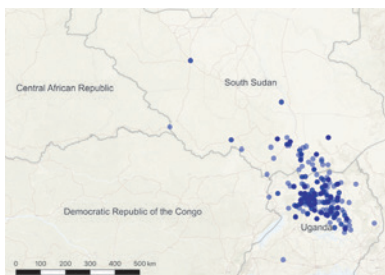 South Sudan
Central African Republic
Democratic Republic of the Congo
Uganda
0 100 200 300 400 500 km